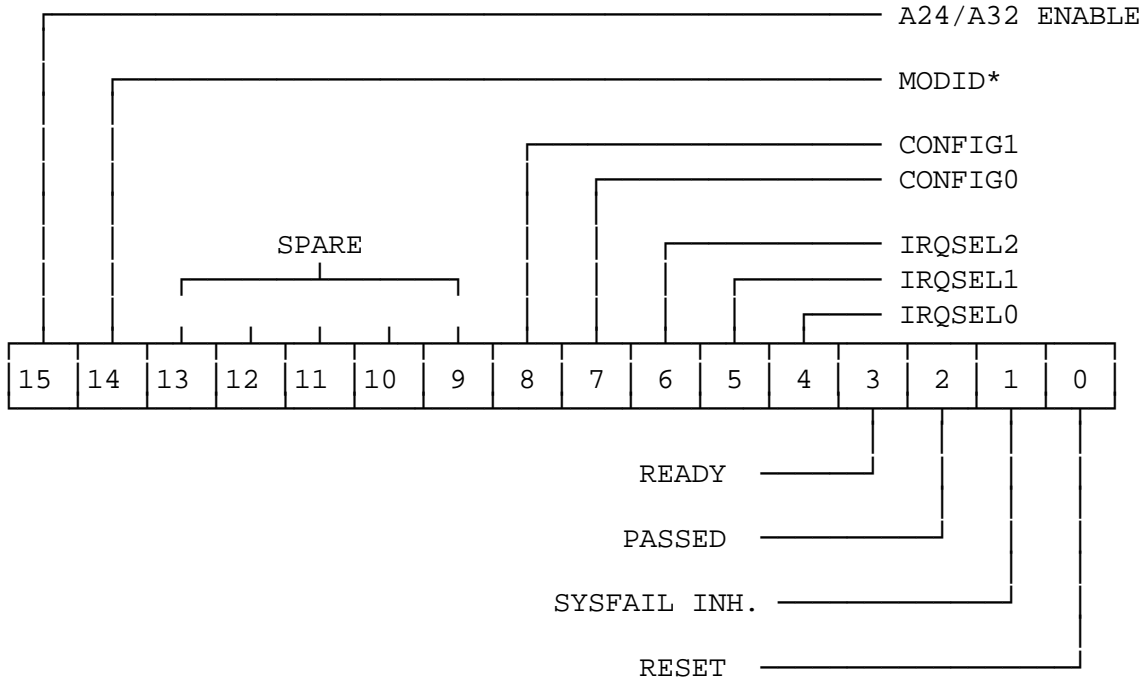 A24/A32 ENABLE
MODID*
CONFIG1
CONFIG0
SPARE IRQSEL2
IRQSEL1
IRQSEL0
15 14 13 12 11 10 9 8 7 6 5 4 3 2 1 0
READY
PASSED
SYSFAIL INH.
RESET